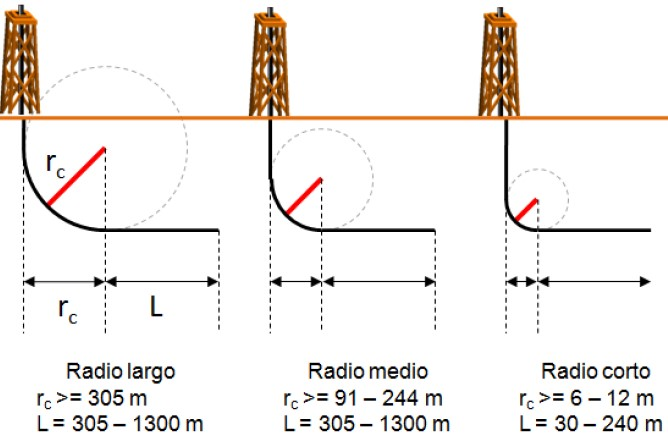 rc
rc
L
Radio largo
rc >= 305 m
L = 305 – 1300 m
Radio medio
rc >= 91 – 244 m
L = 305 – 1300 m
Radio corto
rc >= 6 – 12 m
L = 30 – 240 m